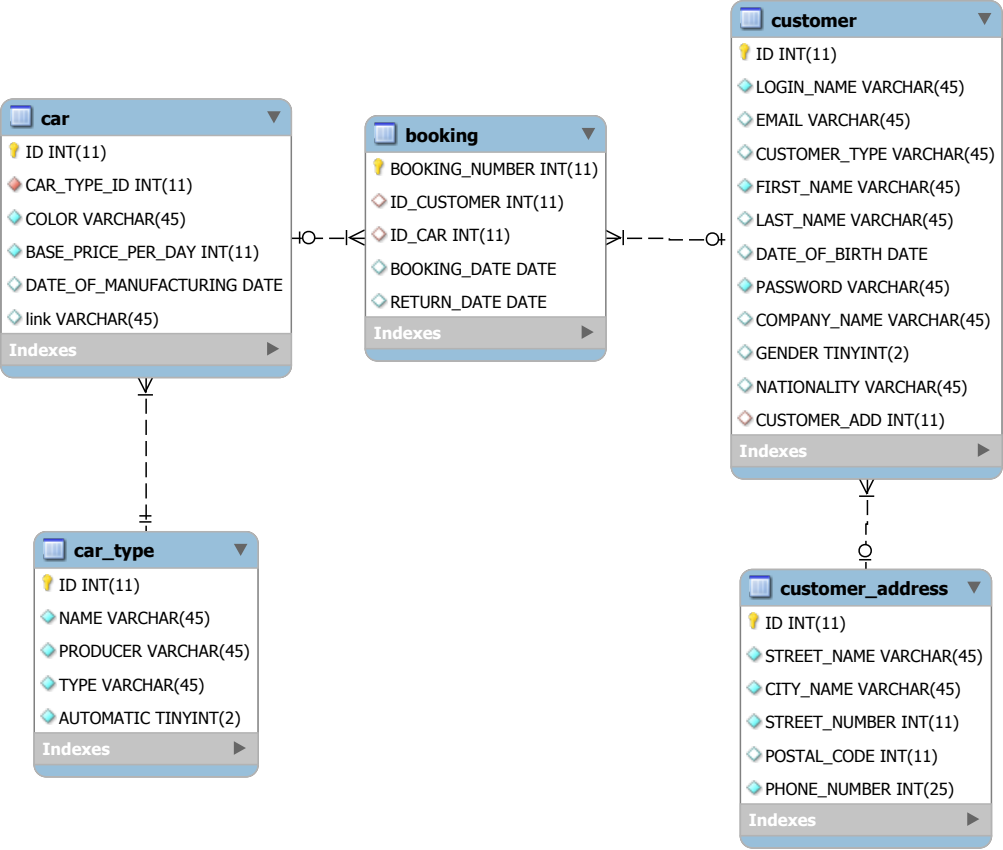 car
ID INT(11)
CAR_TYPE_ID INT(11)
COLOR VARCHAR(45)
BASE_PRICE_PER_DAY INT(11)
DATE_OF_MANUFACTURING DATE
link VARCHAR(45)
Indexes
booking
BOOKING_NUMBER INT(11)
ID_CUSTOMER INT(11)
ID_CAR INT(11)
BOOKING_DATE DATE
RETURN_DATE DATE
Indexes
customer
ID INT(11)
LOGIN_NAME VARCHAR(45)
EMAIL VARCHAR(45)
CUSTOMER_TYPE VARCHAR(45)
FIRST_NAME VARCHAR(45)
LAST_NAME VARCHAR(45)
DATE_OF_BIRTH DATE
PASSWORD VARCHAR(45)
COMPANY_NAME VARCHAR(45)
GENDER TINYINT(2)
NATIONALITY VARCHAR(45)
CUSTOMER_ADD INT(11)
Indexes
car_type
ID INT(11)
NAME VARCHAR(45)
PRODUCER VARCHAR(45)
TYPE VARCHAR(45)
AUTOMATIC TINYINT(2)
Indexes
customer_address
ID INT(11)
STREET_NAME VARCHAR(45)
CITY_NAME VARCHAR(45)
STREET_NUMBER INT(11)
POSTAL_CODE INT(11)
PHONE_NUMBER INT(25)
Indexes